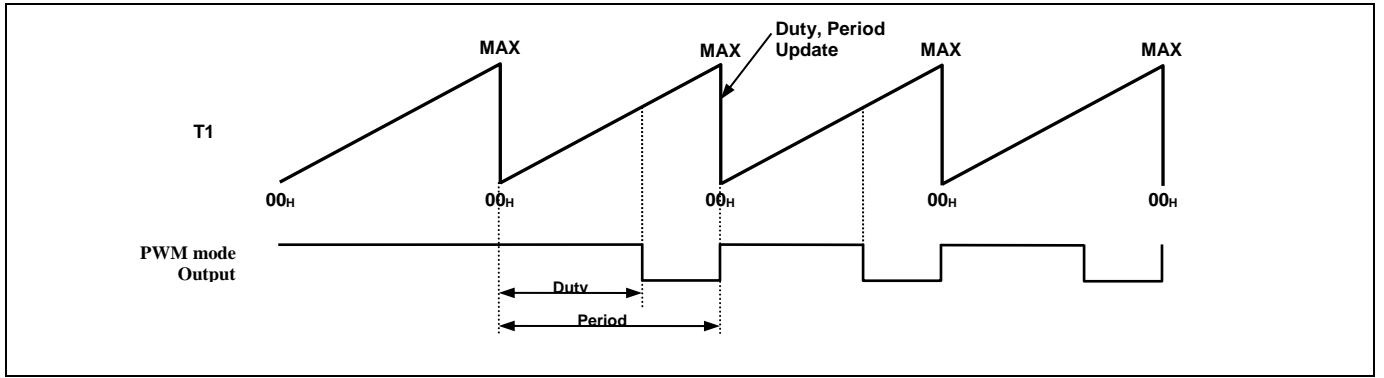 Duty, Period
Update
MAX
MAX
MAX
MAX
T1
00H
00H
00H
00H
00H
PWM mode
Output
Duty
Period